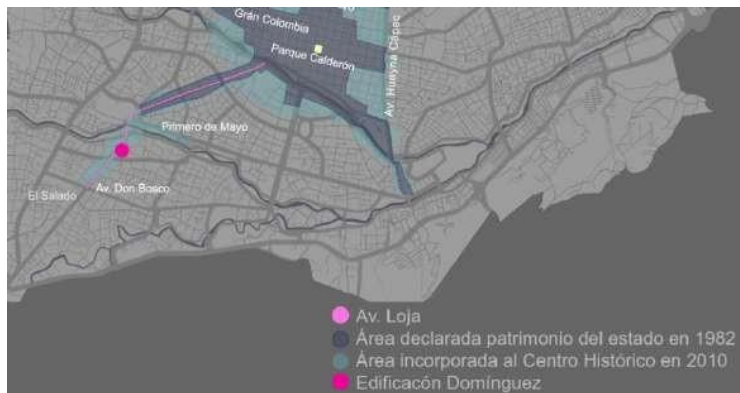 Gran Colombia
Parque Calderón
Av. Huayna Capac
Primero de Mayo
El Salado
Av. Don Bosco
Av. Loja
Área declarada patrimonio del estado en 1982
Área incorporada al Centro Histórico en 2010
Edificacón Domínguez